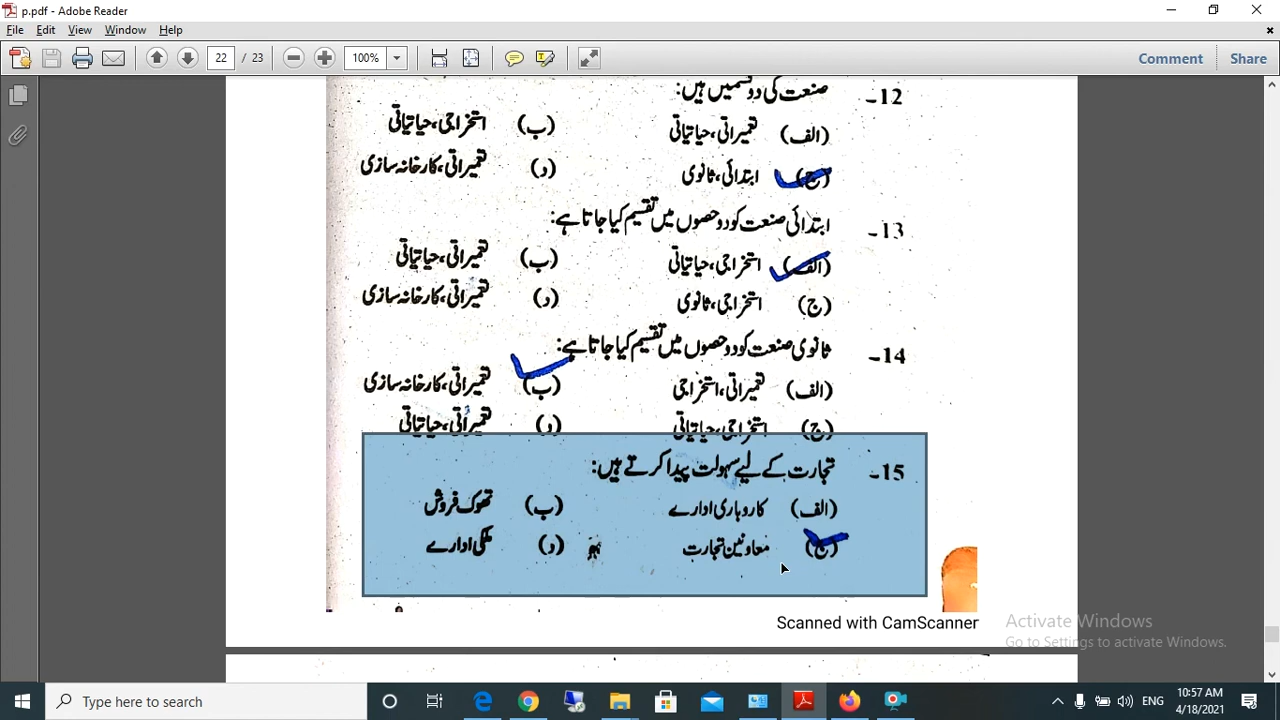 p.pdf - Adobe Reader
File Edit View Window Help
22 / 23 100% Comment Share
12- صنعت کی دو قسمیں ہیں:
(الف) تعمیراتی، حیاتیاتی (ب) استخراجی، حیاتیاتی
(ج) ابتدائی، ثانوی (د) تعمیراتی، کارخانہ سازی
13- ابتدائی صنعت کو دو حصوں میں تقسیم کیا جاتا ہے:
(الف) استخراجی، حیاتیاتی (ب) تعمیراتی، حیاتیاتی
(ج) استخراجی، ثانوی (د) تعمیراتی، کارخانہ سازی
14- ثانوی صنعت کو دو حصوں میں تقسیم کیا جاتا ہے:
(الف) تعمیراتی، استخراجی (ب) تعمیراتی، کارخانہ سازی
(ج) استخراجی، حیاتیاتی (د) تعمیراتی، حیاتیاتی
15- تجارت کے لیے سہولت پیدا کرتے ہیں:
(الف) کاروباری ادارے (ب) تھوک فروش
(ج) معاونین تجارت (د) ملکی ادارے
Scanned with CamScanner
Activate Windows
Go to Settings to activate Windows.
Type here to search
ENG
10:57 AM
4/18/2021